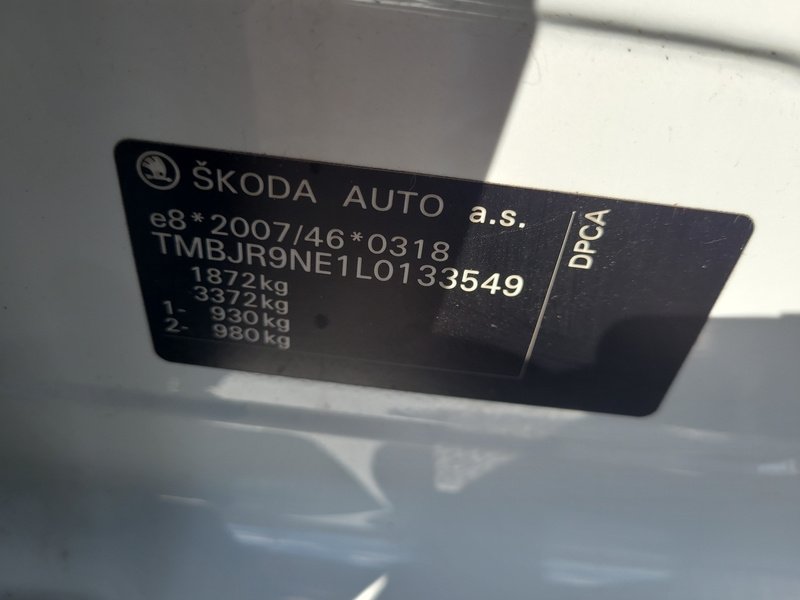 ŠKODA AUTO a.s.
e8*2007/46*0318
TMBJR9NE1L0133549
1872kg
3372kg
1- 930kg
2- 980kg
DPCA